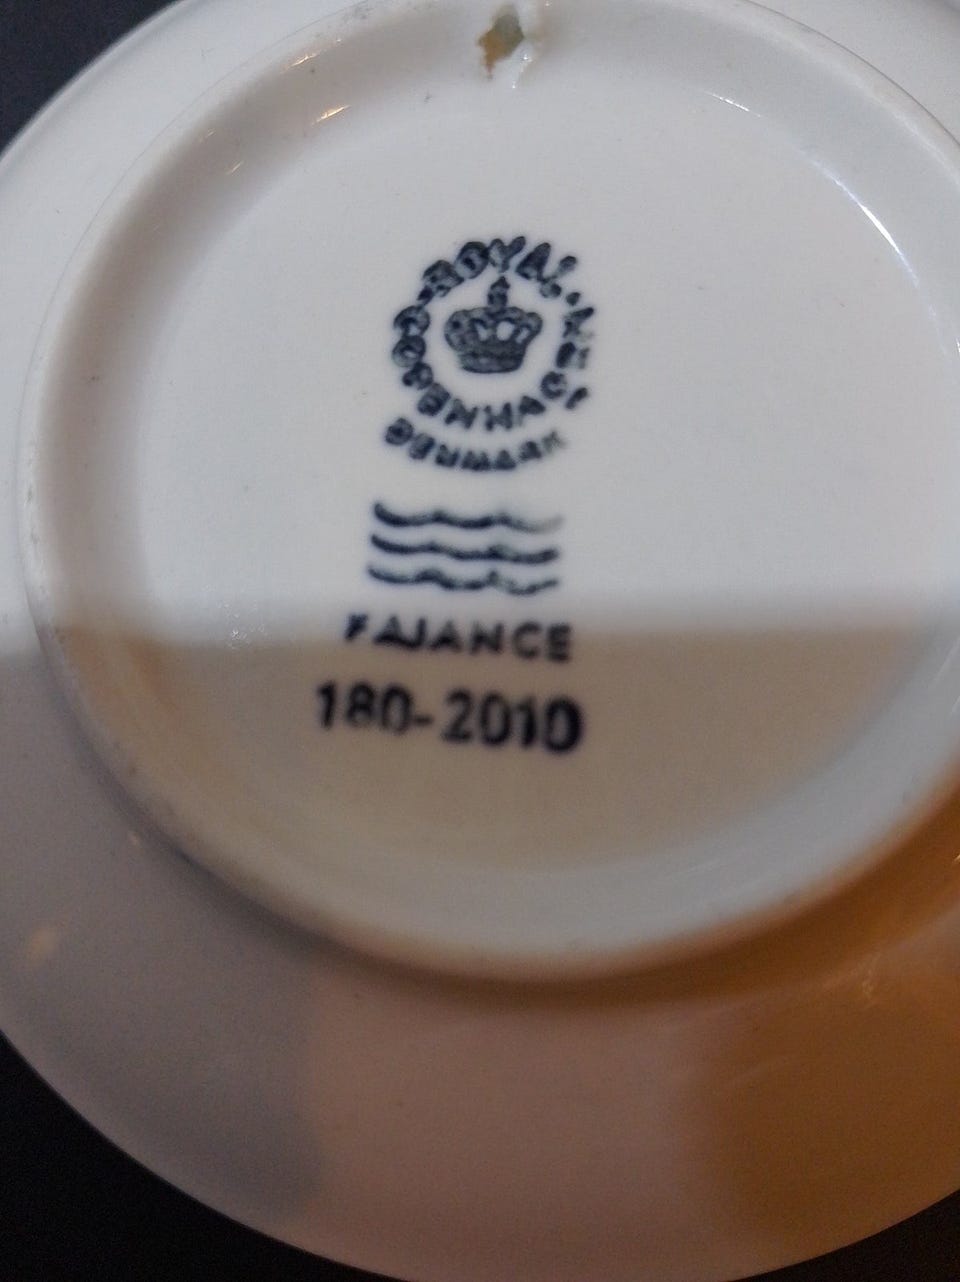 ROYAL
COPENHAGEN
DENMARK
FAJANCE
180-2010